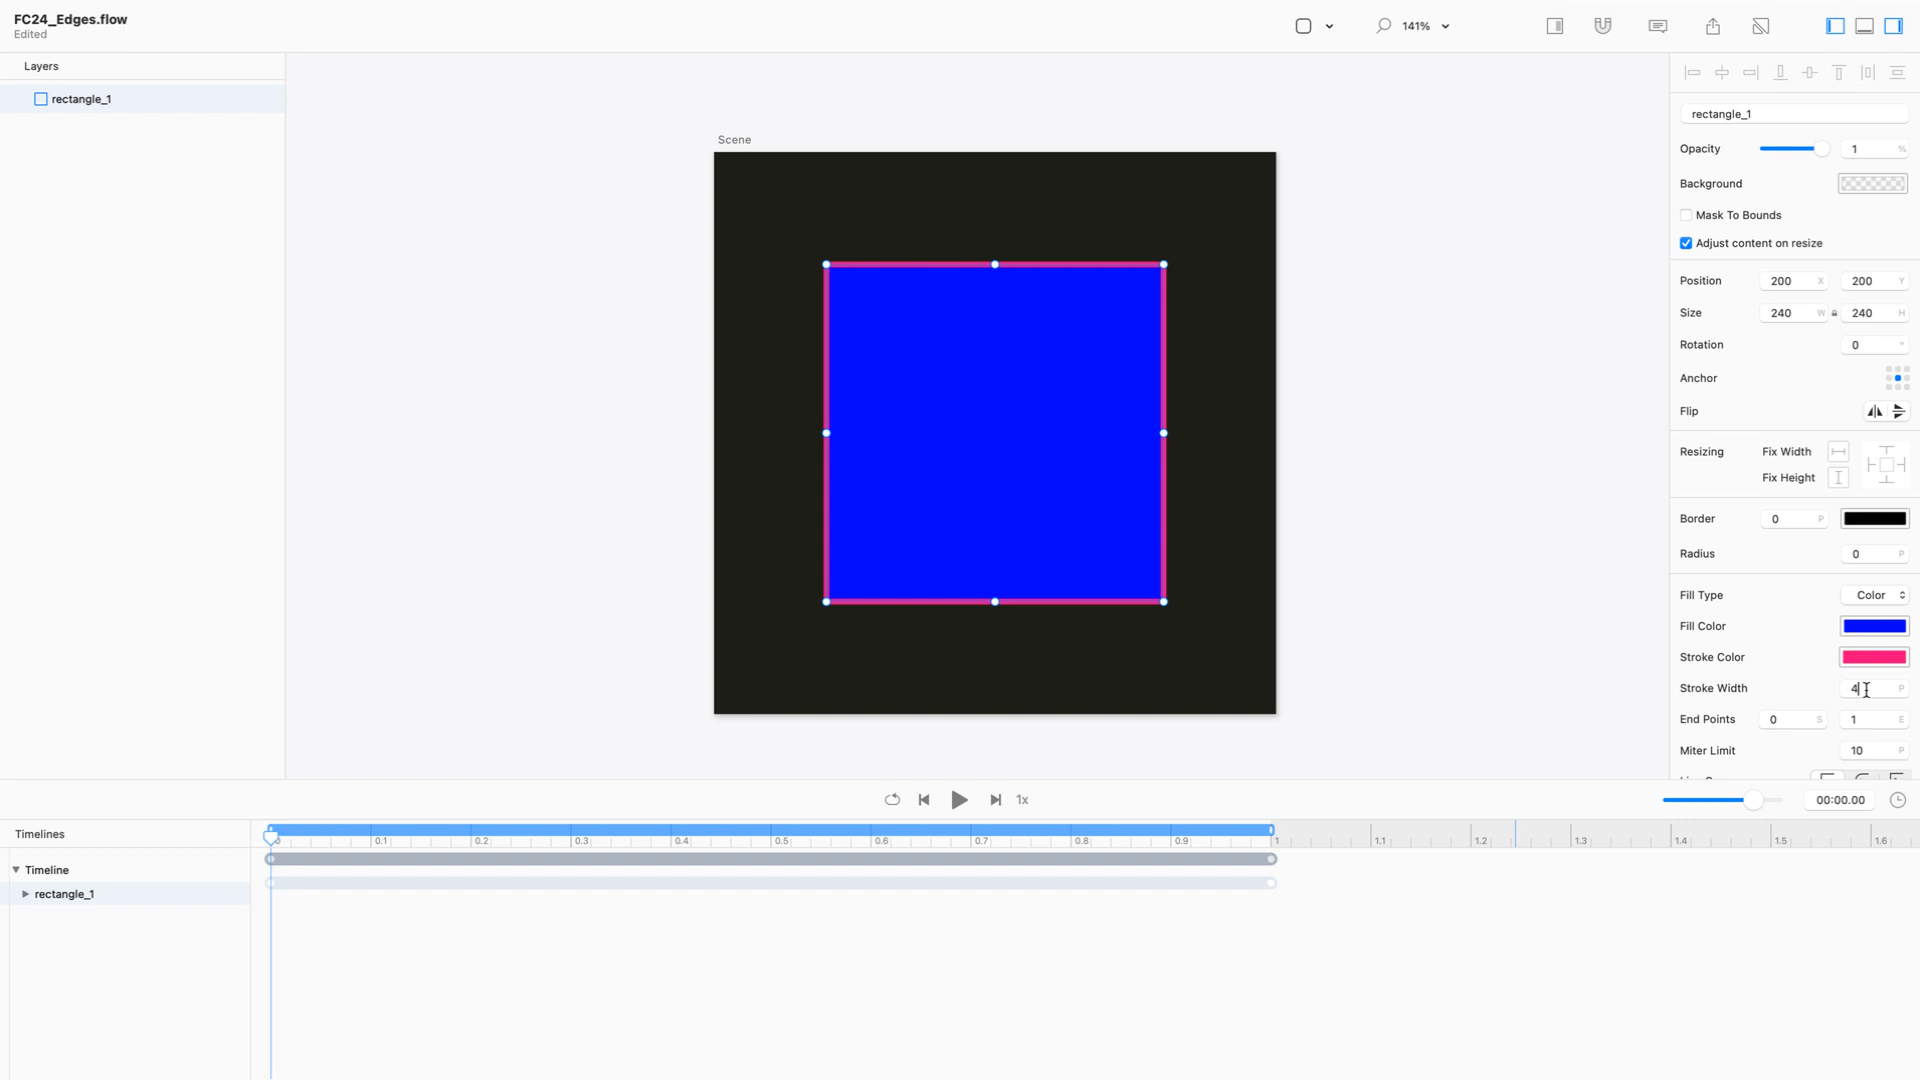 FC24_Edges.flow
Edited
141%
Layers
rectangle_1
Scene
rectangle_1
Opacity 1 %
Background
Mask To Bounds
Adjust content on resize
Position 200 X 200 Y
Size 240 W 240 H
Rotation 0 °
Anchor
Flip
Resizing Fix Width
Fix Height
Border 0 P
Radius 0 P
Fill Type Color
Fill Color
Stroke Color
Stroke Width 4 P
End Points 0 S 1 E
Miter Limit 10 P
1x
00:00.00
Timelines
0.1 0.2 0.3 0.4 0.5 0.6 0.7 0.8 0.9 1 1.1 1.2 1.3 1.4 1.5 1.6
Timeline
rectangle_1